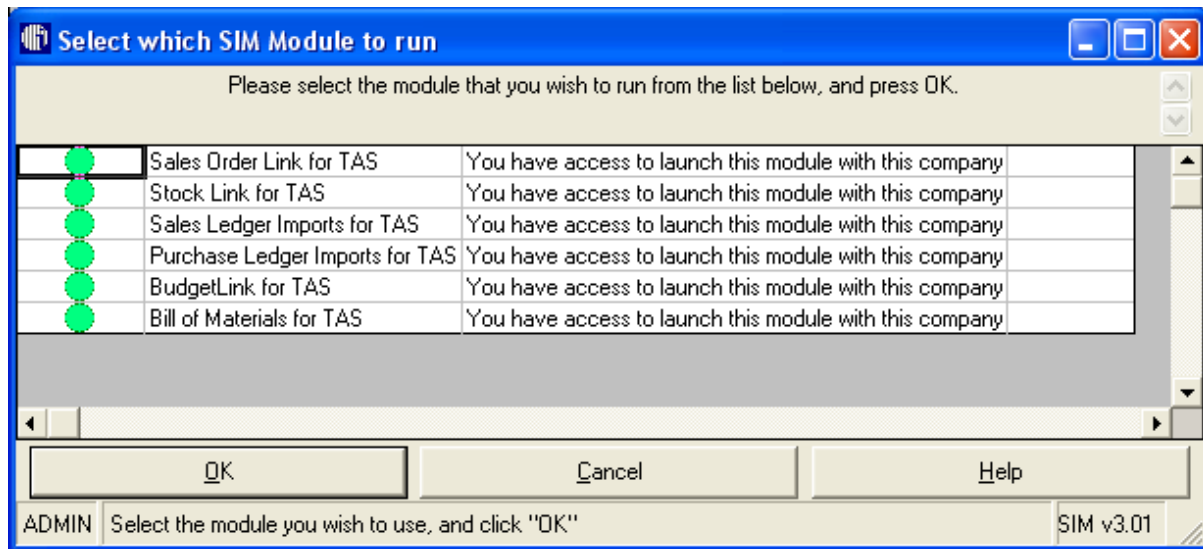 Select which SIM Module to run
Please select the module that you wish to run from the list below, and press OK.
Sales Order Link for TAS You have access to launch this module with this company
Stock Link for TAS You have access to launch this module with this company
Sales Ledger Imports for TAS You have access to launch this module with this company
Purchase Ledger Imports for TAS You have access to launch this module with this company
BudgetLink for TAS You have access to launch this module with this company
Bill of Materials for TAS You have access to launch this module with this company
OK Cancel Help
ADMIN Select the module you wish to use, and click "OK" SIM v3.01